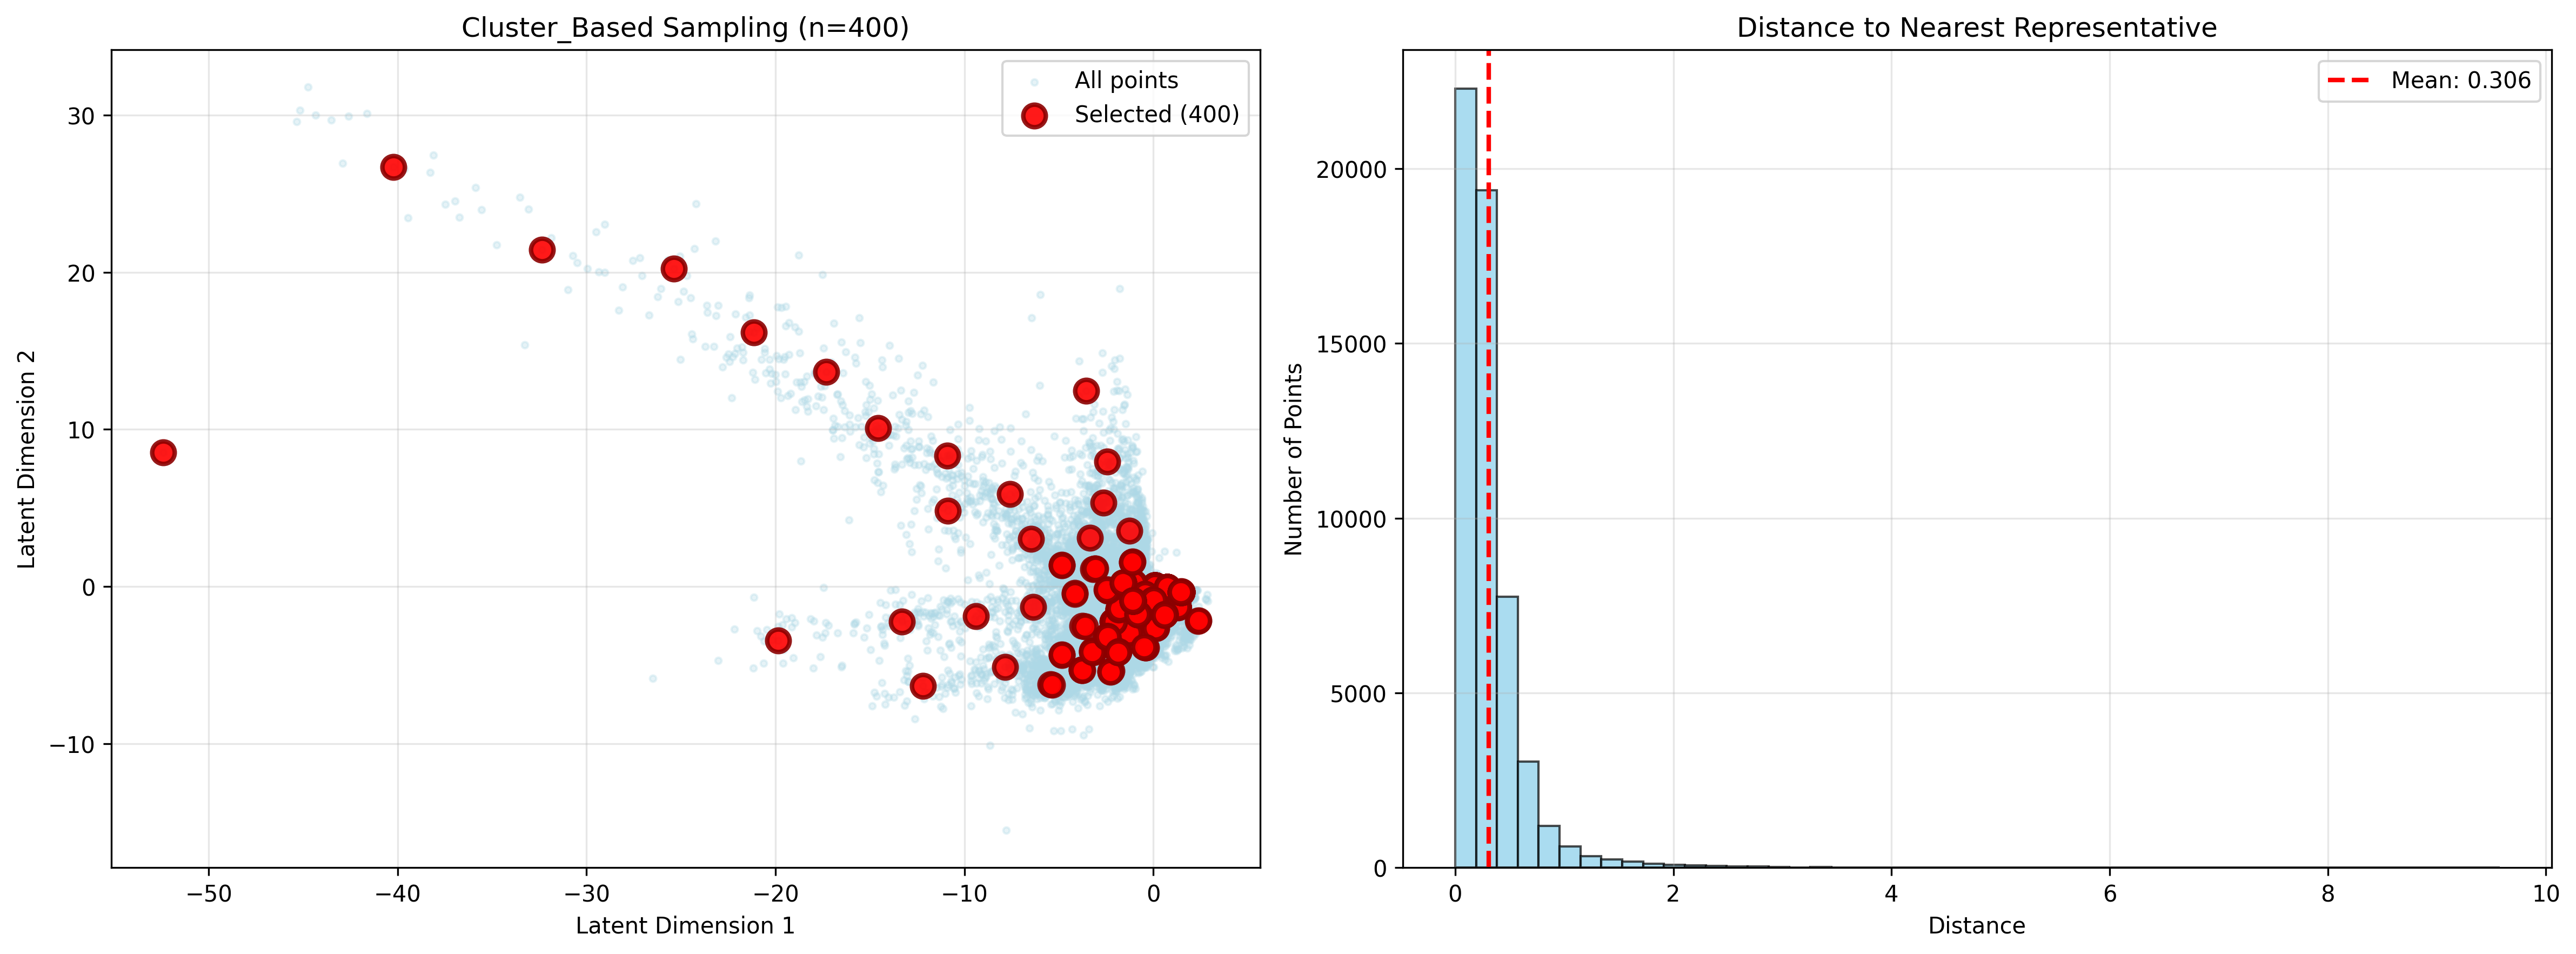 Cluster_Based Sampling (n=400)
All points
Selected (400)
Latent Dimension 2
30
20
10
0
−10
−50
−40
−30
−20
−10
0
Latent Dimension 1
Distance to Nearest Representative
Mean: 0.306
Number of Points
20000
15000
10000
5000
0
0
2
4
6
8
10
Distance